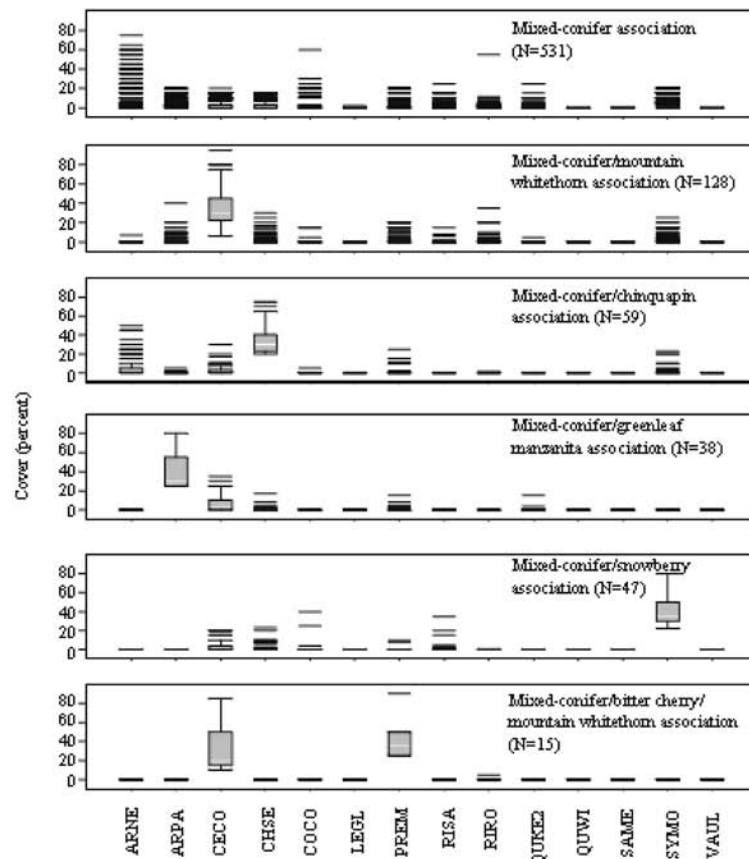 80
60
40
20
0
Mixed-conifer association
(N=531)
80
60
40
20
0
Mixed-conifer/mountain
whitethorn association (N=128)
80
60
40
20
0
Mixed-conifer/chinquapin
association (N=59)
Cover (percent)
80
60
40
20
0
Mixed-conifer/greenleaf
manzanita association (N=38)
80
60
40
20
0
Mixed-conifer/snowberry
association (N=47)
80
60
40
20
0
Mixed-conifer/bitter cherry/
mountain whitethorn association
(N=15)
ARNE
ARPA
CECO
CHSE
COCO
LEGL
PREM
RISA
RIRO
QUKE2
QUWI
SAME
SYMO
VAUL